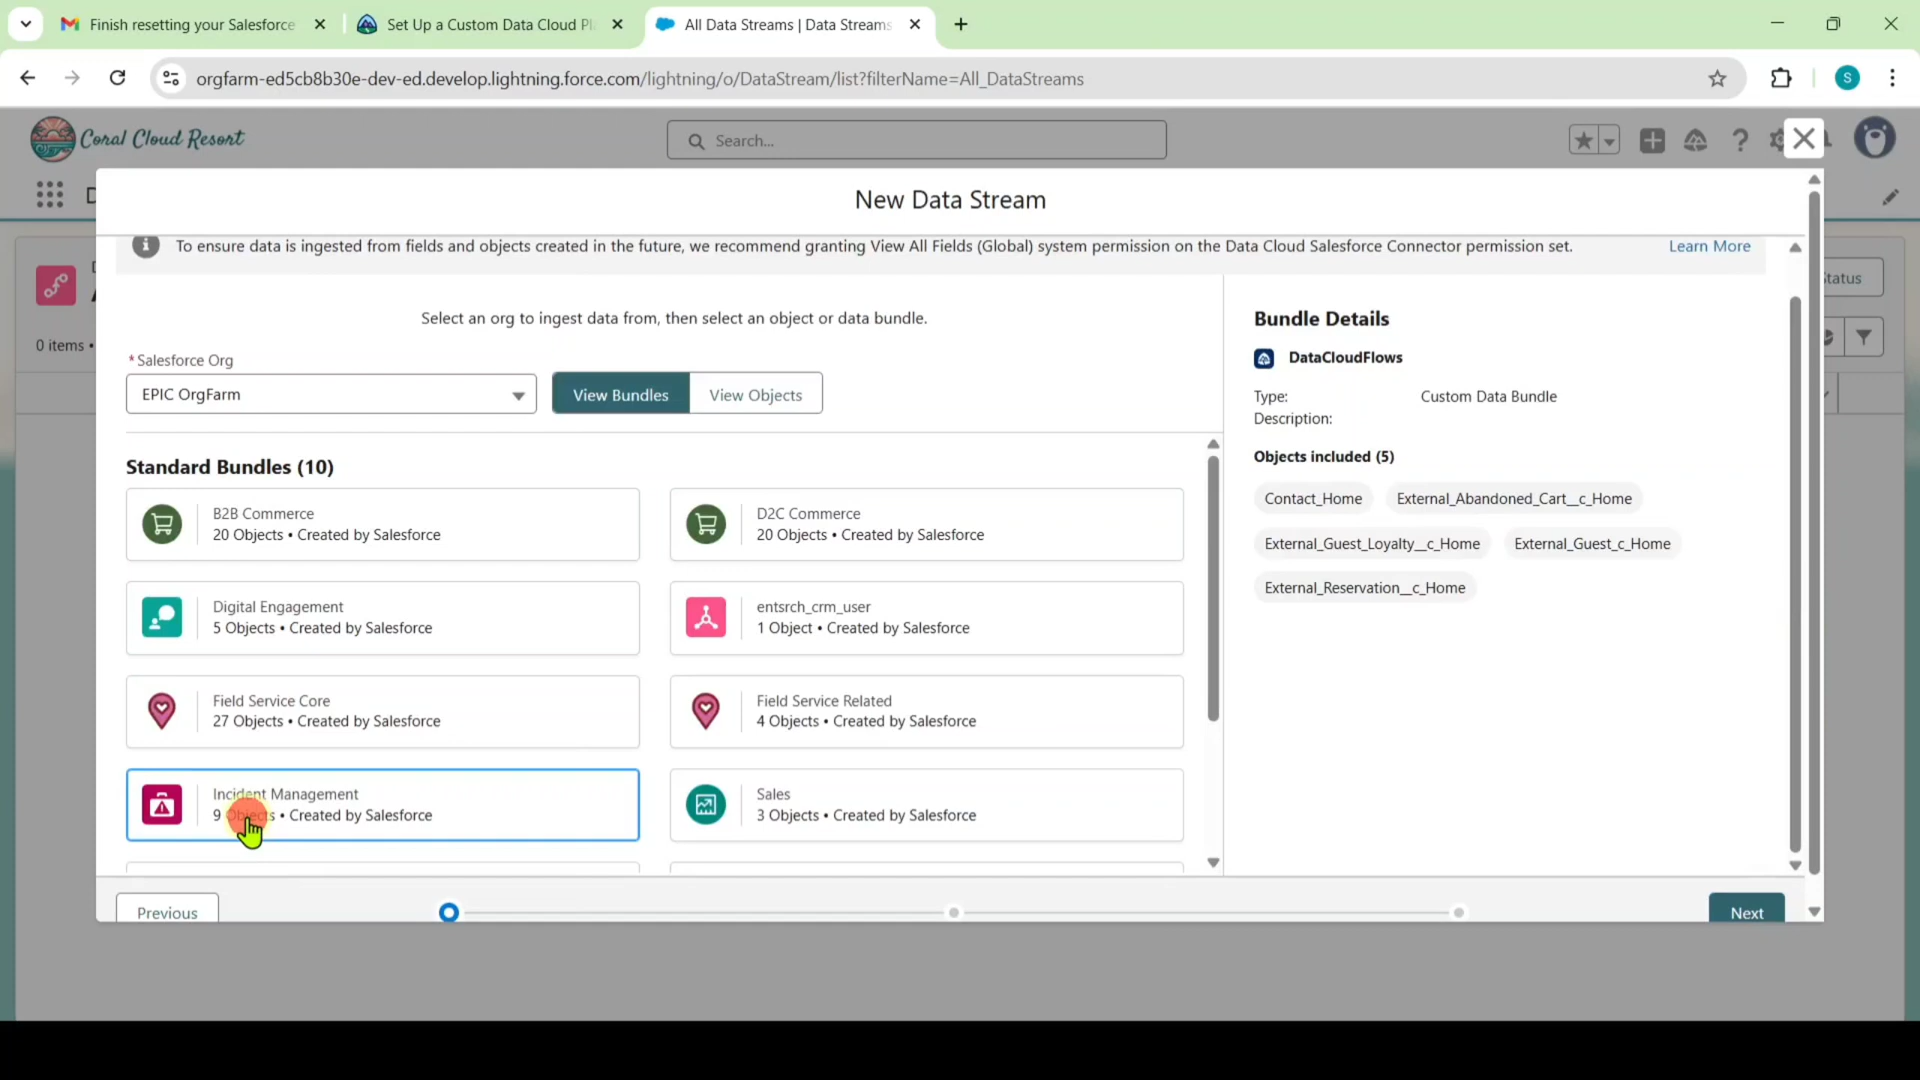 Finish resetting your Salesforce
Set Up a Custom Data Cloud Pl
All Data Streams | Data Streams
orgfarm-ed5cb8b30e-dev-ed.develop.lightning.force.com/lightning/o/DataStream/list?filterName=All_DataStreams
S
Coral Cloud Resort
Search...
New Data Stream
To ensure data is ingested from fields and objects created in the future, we recommend granting View All Fields (Global) system permission on the Data Cloud Salesforce Connector permission set.
Learn More
Status
0 items •
Select an org to ingest data from, then select an object or data bundle.
* Salesforce Org
EPIC OrgFarm
View Bundles
View Objects
Standard Bundles (10)
B2B Commerce
20 Objects • Created by Salesforce
D2C Commerce
20 Objects • Created by Salesforce
Digital Engagement
5 Objects • Created by Salesforce
entsrch_crm_user
1 Object • Created by Salesforce
Field Service Core
27 Objects • Created by Salesforce
Field Service Related
4 Objects • Created by Salesforce
Incident Management
9 Objects • Created by Salesforce
Sales
3 Objects • Created by Salesforce
Bundle Details
DataCloudFlows
Type: Custom Data Bundle
Description:
Objects included (5)
Contact_Home
External_Abandoned_Cart__c_Home
External_Guest_Loyalty__c_Home
External_Guest_c_Home
External_Reservation__c_Home
Previous
Next